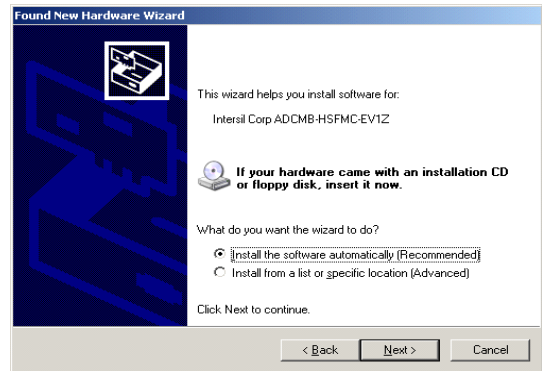 Found New Hardware Wizard
This wizard helps you install software for:
Intersil Corp ADCMB-HSFMC-EV1Z
If your hardware came with an installation CD
or floppy disk, insert it now.
What do you want the wizard to do?
Install the software automatically (Recommended)
Install from a list or specific location (Advanced)
Click Next to continue.
< Back Next > Cancel